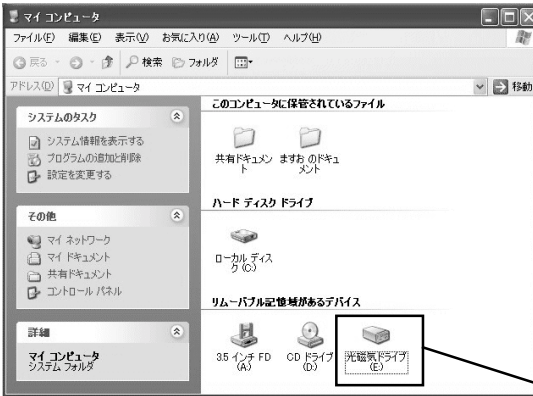 マイ コンピュータ
ファイル(F) 編集(E) 表示(V) お気に入り(A) ツール(T) ヘルプ(H)
戻る 検索 フォルダ
アドレス(D) マイ コンピュータ 移動
システムのタスク
システム情報を表示する
プログラムの追加と削除
設定を変更する
その他
マイ ネットワーク
マイ ドキュメント
共有ドキュメント
コントロール パネル
詳細
マイ コンピュータ
システム フォルダ
このコンピュータに保管されているファイル
共有ドキュメン
ト
ますお のドキュ
メント
ハード ディスク ドライブ
ローカル ディス
ク (C:)
リムーバブル記憶域があるデバイス
3.5 インチ FD
(A:)
CD ドライブ
(D:)
光磁気ドライブ
(E:)